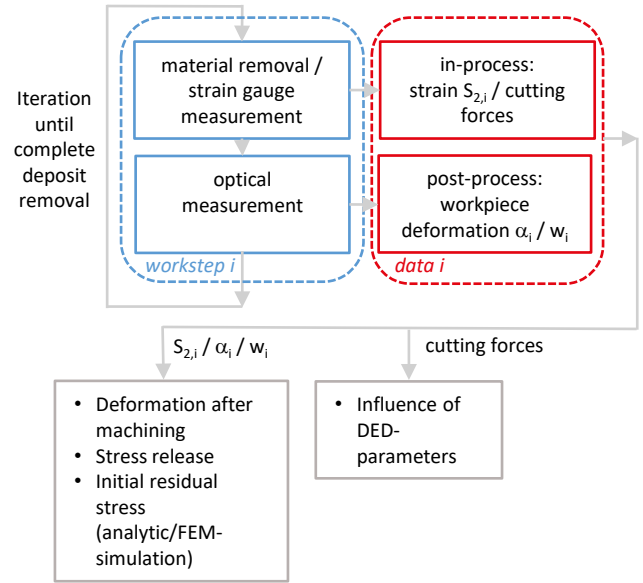 Iteration
until
complete
deposit
removal
material removal /
strain gauge
measurement
in-process:
strain S2,i / cutting
forces
optical
measurement
post-process:
workpiece
deformation αi / wi
workstep i
data i
S2,i / αi / wi
cutting forces
• Deformation after
machining
• Stress release
• Initial residual
stress
(analytic/FEM-
simulation)
• Influence of
DED-
parameters